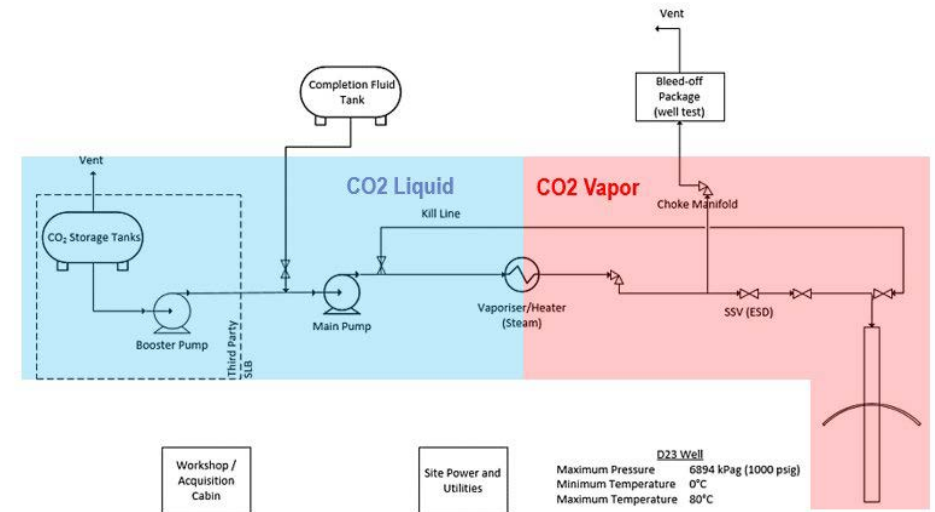 Vent
Completion Fluid
Tank
Bleed-off
Package
(well test)
Vent
CO2 Liquid
CO2 Vapor
Choke Manifold
Kill Line
CO₂ Storage Tanks
Booster Pump
Third Party
SLB
Main Pump
Vaporiser/Heater
(Steam)
SSV (ESD)
Workshop /
Acquisition
Cabin
Site Power and
Utilities
D23 Well
Maximum Pressure 6894 kPag (1000 psig)
Minimum Temperature 0°C
Maximum Temperature 80°C